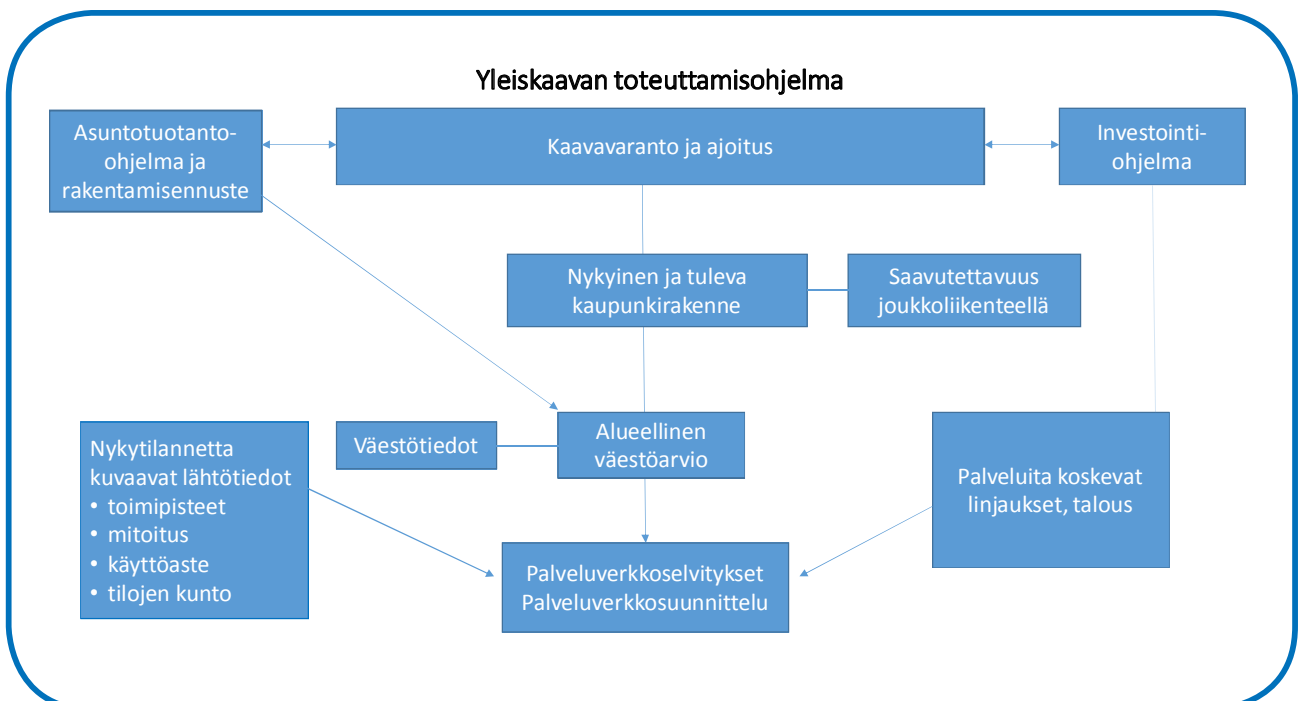 Yleiskaavan toteuttamisohjelma
Asuntotuotanto-
ohjelma ja
rakentamisennuste
Kaavavaranto ja ajoitus
Investointi-
ohjelma
Nykyinen ja tuleva
kaupunkirakenne
Saavutettavuus
joukkoliikenteellä
Nykytilannetta
kuvaavat lähtötiedot
• toimipisteet
• mitoitus
• käyttöaste
• tilojen kunto
Väestötiedot
Alueellinen
väestöarvio
Palveluita koskevat
linjaukset, talous
Palveluverkkoselvitykset
Palveluverkkosuunnittelu